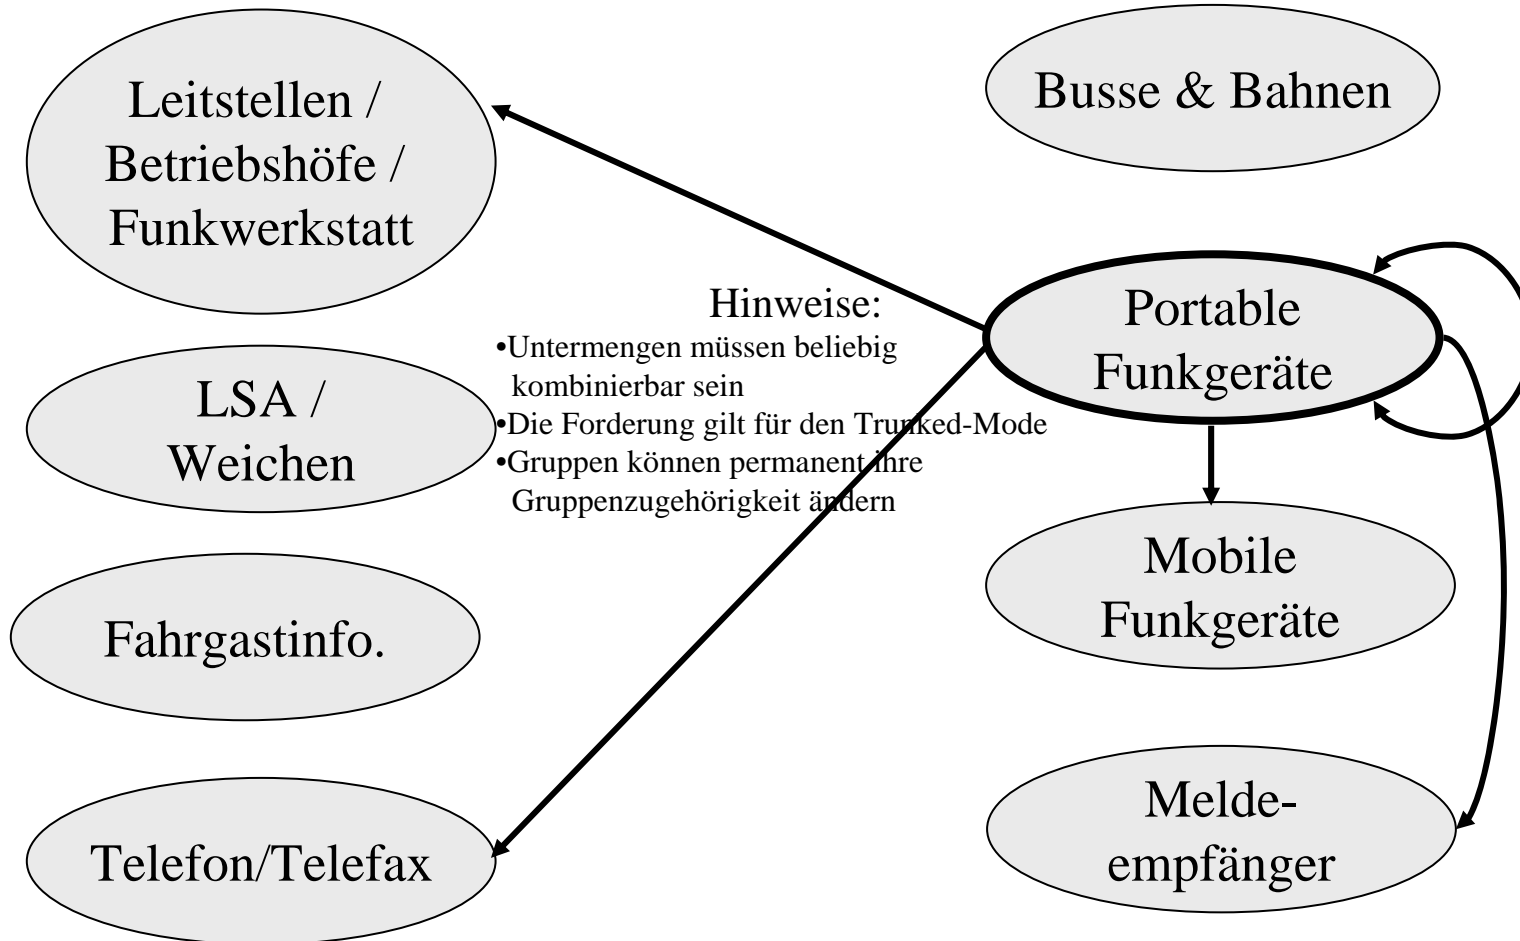 Leitstellen /
Betriebshöfe /
Funkwerkstatt
LSA /
Weichen
Fahrgastinfo.
Telefon/Telefax
Hinweise:
•Untermengen müssen beliebig
kombinierbar sein
•Die Forderung gilt für den Trunked-Mode
•Gruppen können permanent ihre
Gruppenzugehörigkeit ändern
Busse & Bahnen
Portable
Funkgeräte
Mobile
Funkgeräte
Melde-
empfänger